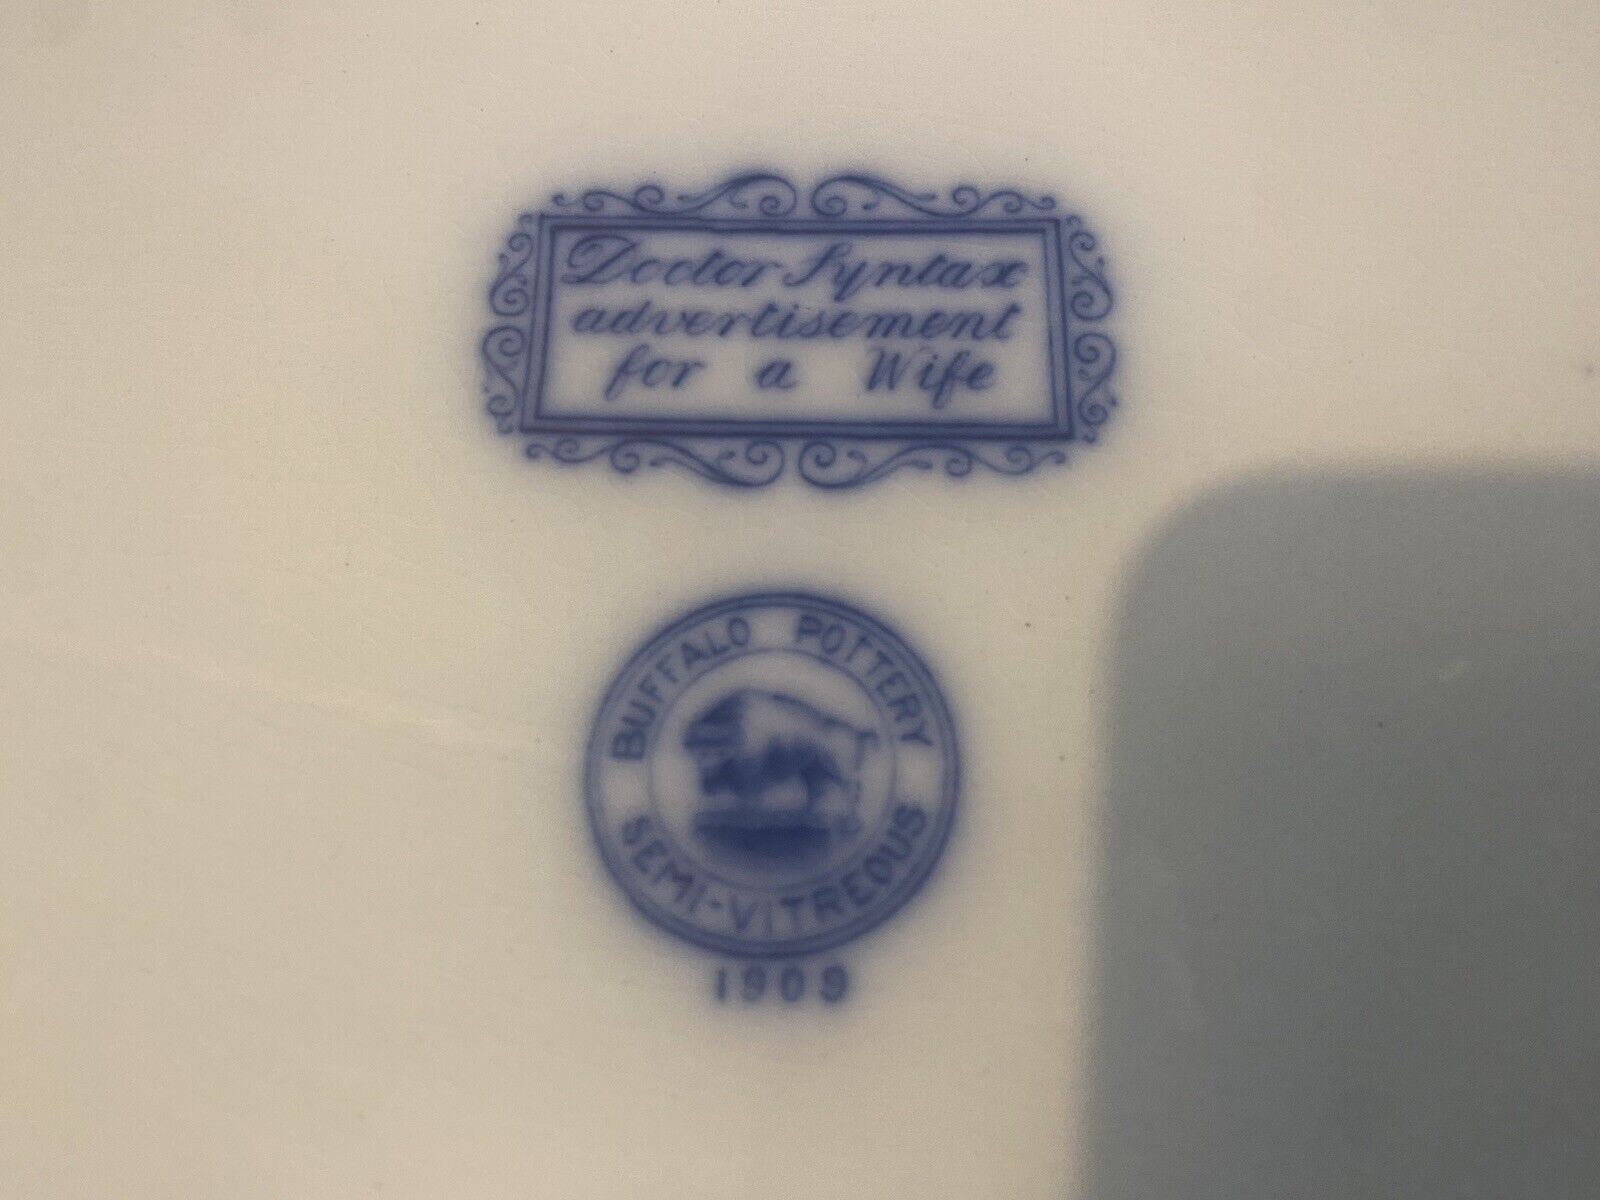 Doctor Syntax
advertisement
for a Wife
BUFFALO POTTERY
SEMI-VITREOUS
1909